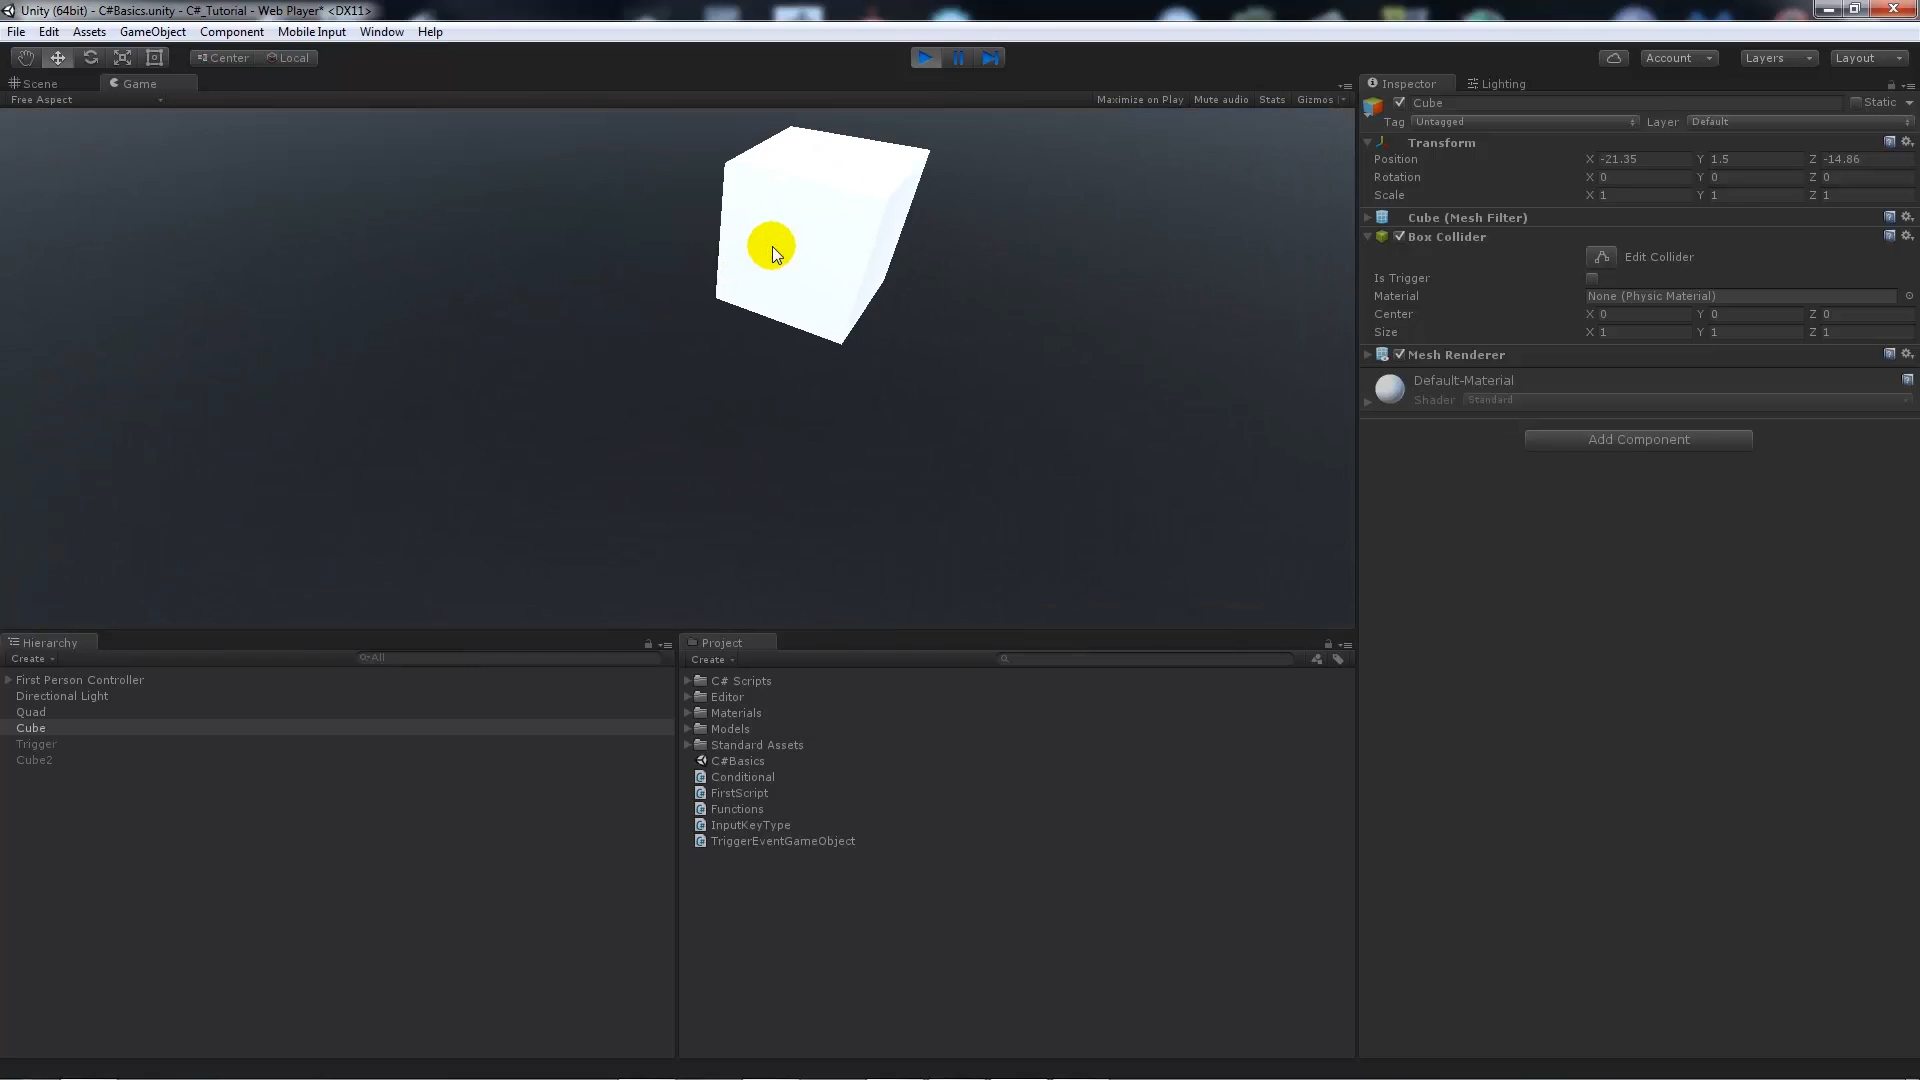 Unity (64bit) - C#Basics.unity - C#_Tutorial - Web Player* <DX11>
File Edit Assets GameObject Component Mobile Input Window Help
Center Local Account Layers Layout
Scene Game
Free Aspect Maximize on Play Mute audio Stats Gizmos
Inspector Lighting
Cube Static
Tag Untagged Layer Default
Transform
Position X -21.35 Y 1.5 Z -14.86
Rotation X 0 Y 0 Z 0
Scale X 1 Y 1 Z 1
Cube (Mesh Filter)
Box Collider
Edit Collider
Is Trigger
Material None (Physic Material)
Center X 0 Y 0 Z 0
Size X 1 Y 1 Z 1
Mesh Renderer
Default-Material
Shader Standard
Add Component
Hierarchy
Create All
First Person Controller
Directional Light
Quad
Cube
Trigger
Cube2
Project
Create
C# Scripts
Editor
Materials
Models
Standard Assets
C#Basics
Conditional
FirstScript
Functions
InputKeyType
TriggerEventGameObject